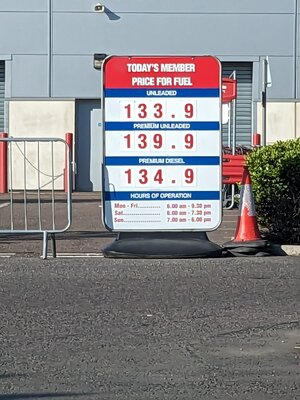 TODAY'S MEMBER
PRICE FOR FUEL
UNLEADED
133.9
PREMIUM UNLEADED
139.9
PREMIUM DIESEL
134.9
HOURS OF OPERATION
Mon - Fri............ 6.00 am - 9.30 pm
Sat.................. 6.00 am - 8.30 pm
Sun................. 7.00 am - 6.00 pm